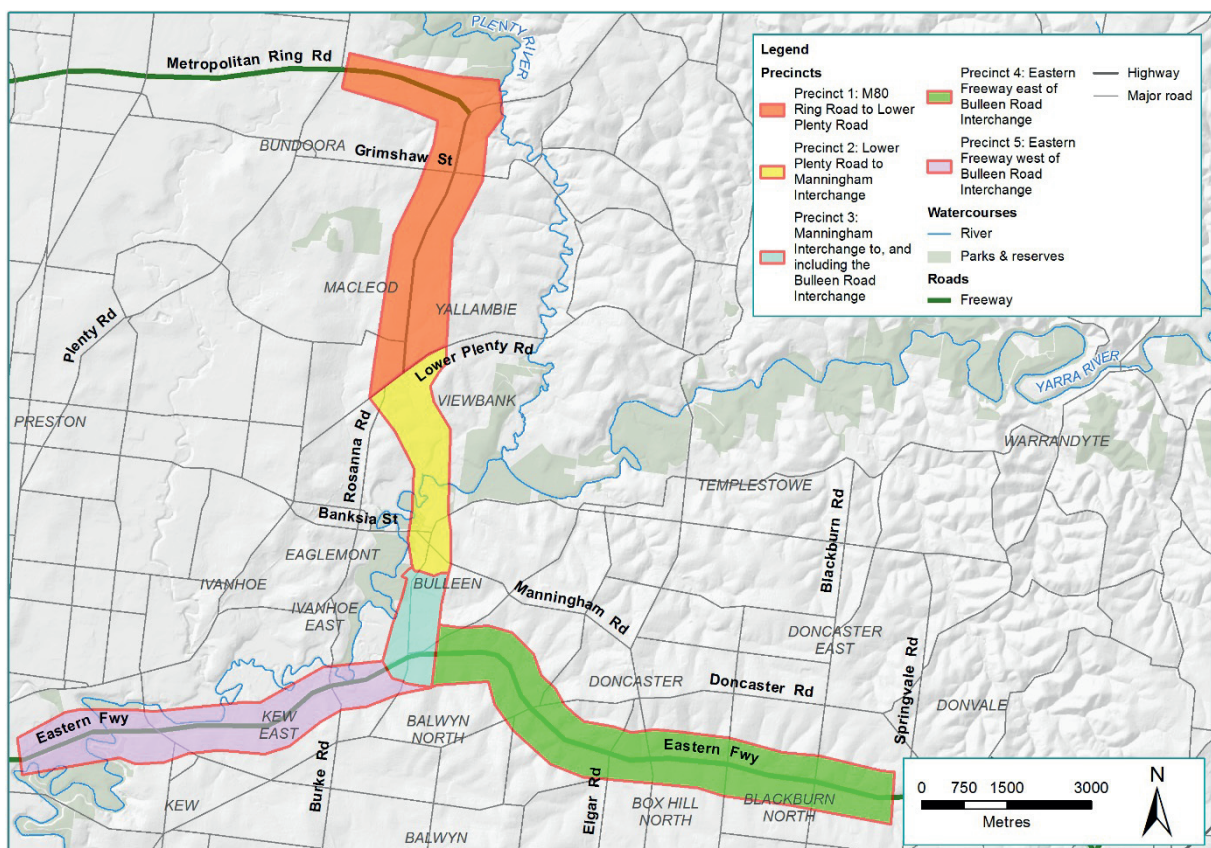 PLENTY
RIVER
Metropolitan Ring Rd
BUNDOORA
Grimshaw St
MACLEOD
YALLAMBIE
Plenty Rd
Lower Plenty Rd
VIEWBANK
PRESTON
Rosanna Rd
YARRA RIVER
WARRANDYTE
TEMPLESTOWE
Banksia St
EAGLEMONT
Blackburn Rd
IVANHOE
BULLEEN
Manningham Rd
IVANHOE
EAST
DONCASTER
EAST
Springvale Rd
DONCASTER
Doncaster Rd
DONVALE
KEW
EAST
Eastern Fwy
BALWYN
NORTH
Eastern Fwy
Burke Rd
KEW
Elgar Rd
BOX HILL
NORTH
BLACKBURN
NORTH
BALWYN
Legend
Precincts
Precinct 1: M80
Ring Road to Lower
Plenty Road
Precinct 2: Lower
Plenty Road to
Manningham
Interchange
Precinct 3:
Manningham
Interchange to, and
including the
Bulleen Road
Interchange
Precinct 4: Eastern
Freeway east of
Bulleen Road
Interchange
Precinct 5: Eastern
Freeway west of
Bulleen Road
Interchange
Watercourses
River
Parks & reserves
Roads
Freeway
Highway
Major road
0 750 1500 3000
Metres
N